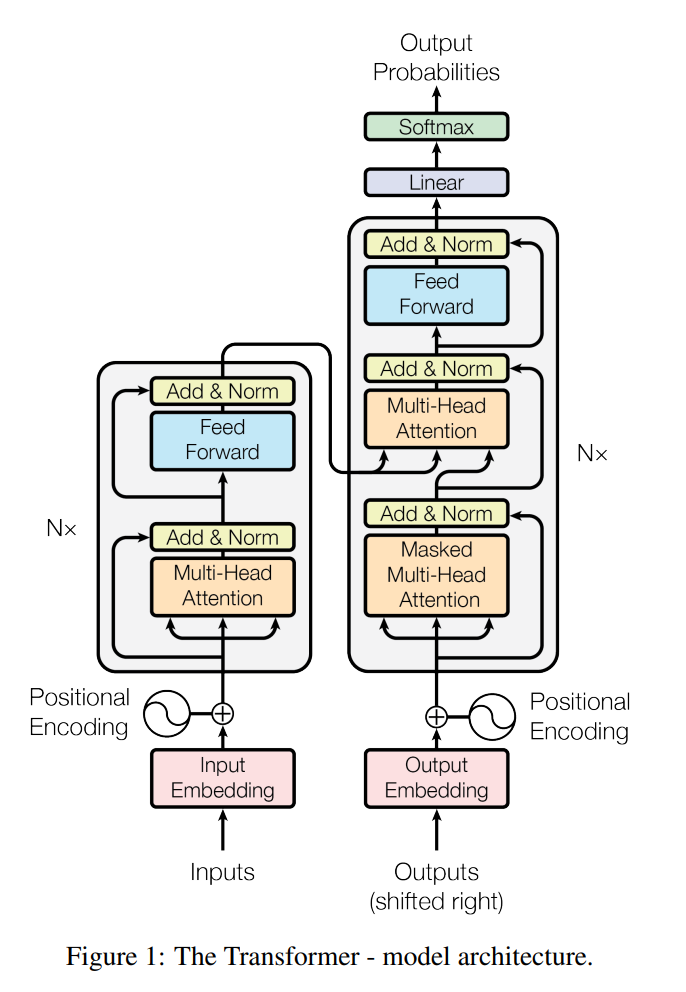 Output
Probabilities
Softmax
Linear
Add & Norm
Feed
Forward
Add & Norm
Multi-Head
Attention
Add & Norm
Masked
Multi-Head
Attention
N×
Positional
Encoding
Output
Embedding
Outputs
(shifted right)
Add & Norm
Feed
Forward
N×
Add & Norm
Multi-Head
Attention
Positional
Encoding
Input
Embedding
Inputs
Figure 1: The Transformer - model architecture.